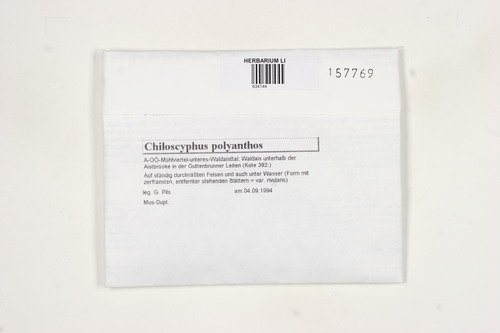 HERBARIUM LI
934144
157769
Chiloscyphus polyanthos
A-OÖ-Mühlviertel-unteres-Waldaisttal; Waldais unterhalb der
Aistbrücke in der Guttenbrunner Leiten (Kote 392;)
Auf ständig durchnäßten Felsen und auch unter Wasser (Form mit
zerfransten, entfernter stehenden Blättern = var. rivularis)
leg. G. Pils am 04.09.1994
Mus-Dupl.